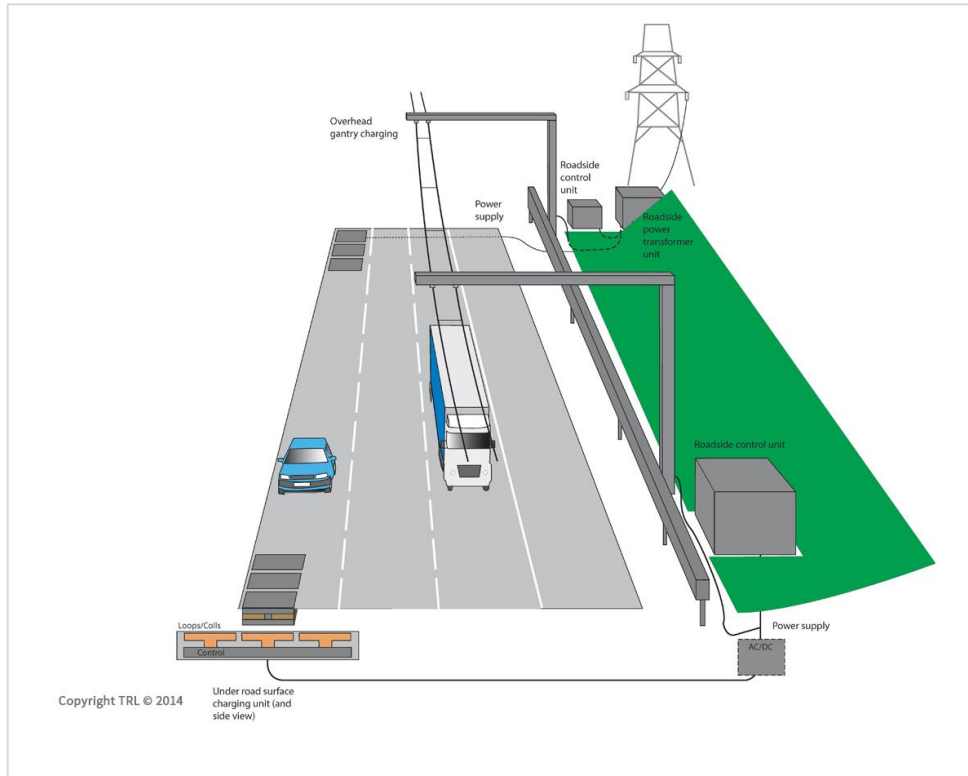 Overhead
gantry charging
Roadside
control
unit
Power
supply
Roadside
power
transformer
unit
Roadside control unit
Loops/Coils
Control
Power supply
AC/DC
Under road surface
charging unit (and
side view)
Copyright TRL © 2014